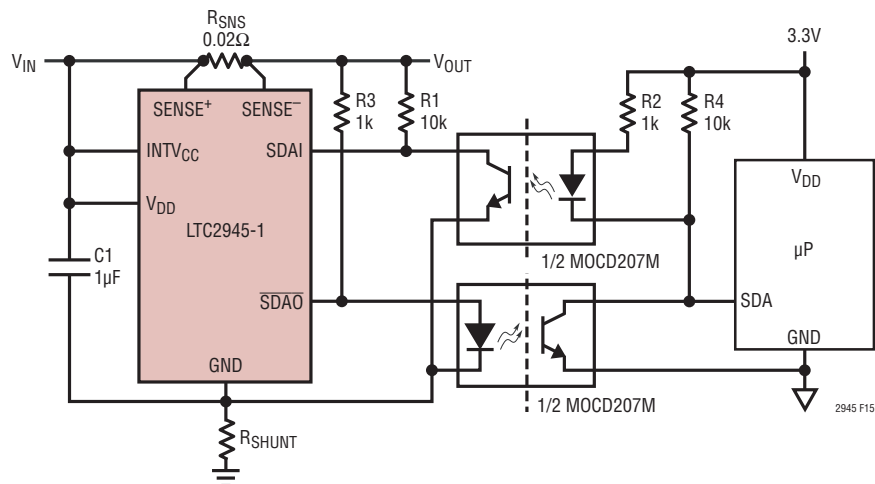 RSNS
0.02Ω
VIN
VOUT
3.3V
SENSE+
SENSE–
R3
1k
R1
10k
R2
1k
R4
10k
INTVCC
SDAI
VDD
VDD
LTC2945-1
µP
C1
1µF
1/2 MOCD207M
SDAO
SDA
GND
GND
1/2 MOCD207M
2945 F15
RSHUNT